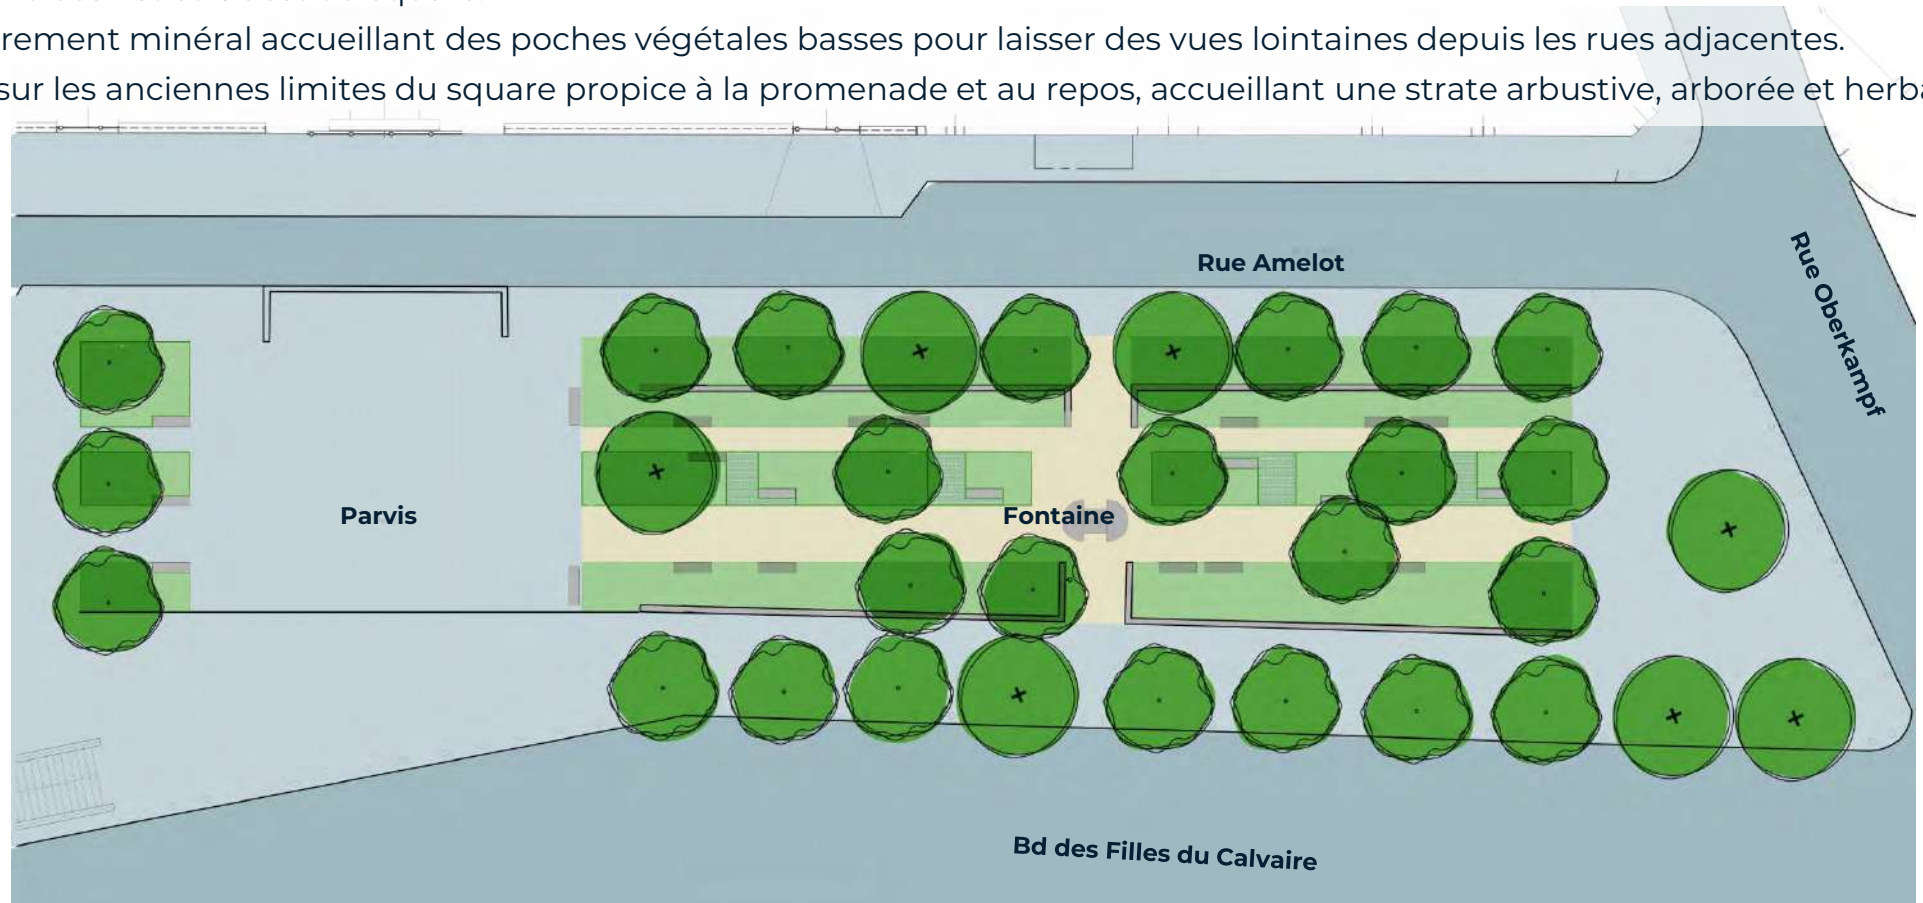 rement minéral accueillant des poches végétales basses pour laisser des vues lointaines depuis les rues adjacentes.
sur les anciennes limites du square propice à la promenade et au repos, accueillant une strate arbustive, arborée et herba
Rue Amelot
Rue Oberkampf
Parvis
Fontaine
Bd des Filles du Calvaire